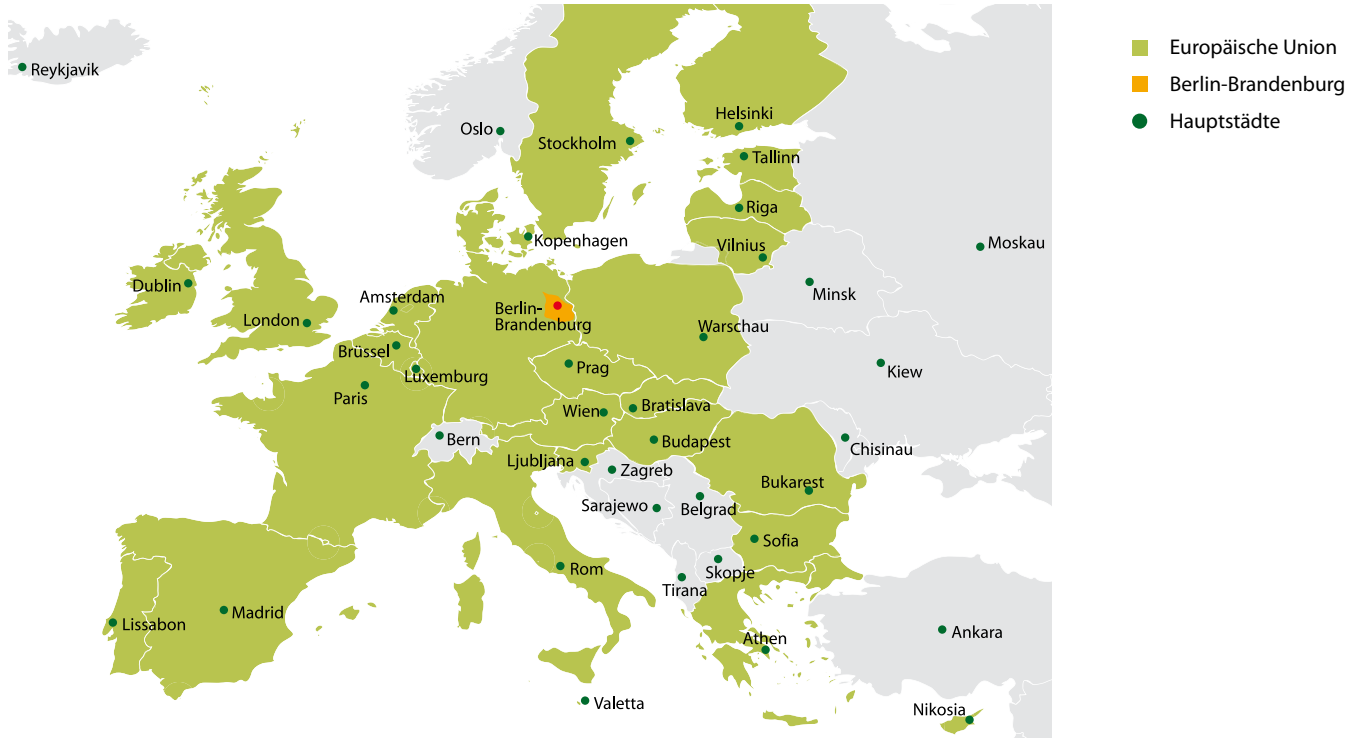 Europäische Union
Berlin-Brandenburg
Hauptstädte
Reykjavik
Oslo
Helsinki
Stockholm
Tallinn
Riga
Kopenhagen
Vilnius
Moskau
Dublin
Minsk
Amsterdam
London
Berlin-
Brandenburg
Warschau
Brüssel
Luxemburg
Prag
Kiew
Paris
Wien
Bratislava
Bern
Budapest
Chisinau
Ljubljana
Zagreb
Bukarest
Sarajewo
Belgrad
Sofia
Rom
Skopje
Tirana
Madrid
Lissabon
Ankara
Athen
Valetta
Nikosia